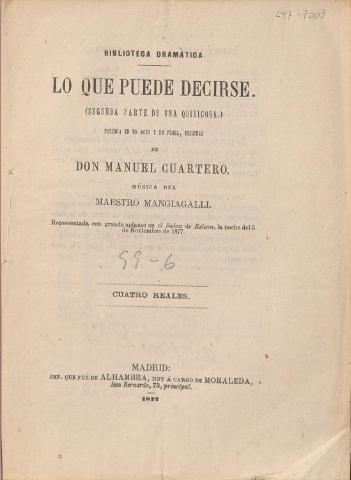 L47-7003
BIBLIOTECA DRAMÁTICA.
LO QUE PUEDE DECIRSE.
(SEGUNDA PARTE DE UNA QUISICOSA.)
EN UN ACTO Y EN PROSA, ORIGINAL
DE
DON MANUEL CUARTERO,
MÚSICA DEL
MAESTRO MANGIAGALLI.
Representada con grande aplauso en el Salon de Eslava, la noche del 5
de Noviembre de 1877.
99-6
CUATRO REALES.
MADRID:
IMP. QUE FUÉ DE ALHAMBRA, HOY Á CARGO DE MORALEDA,
San Bernardo, 73, principal.
1877